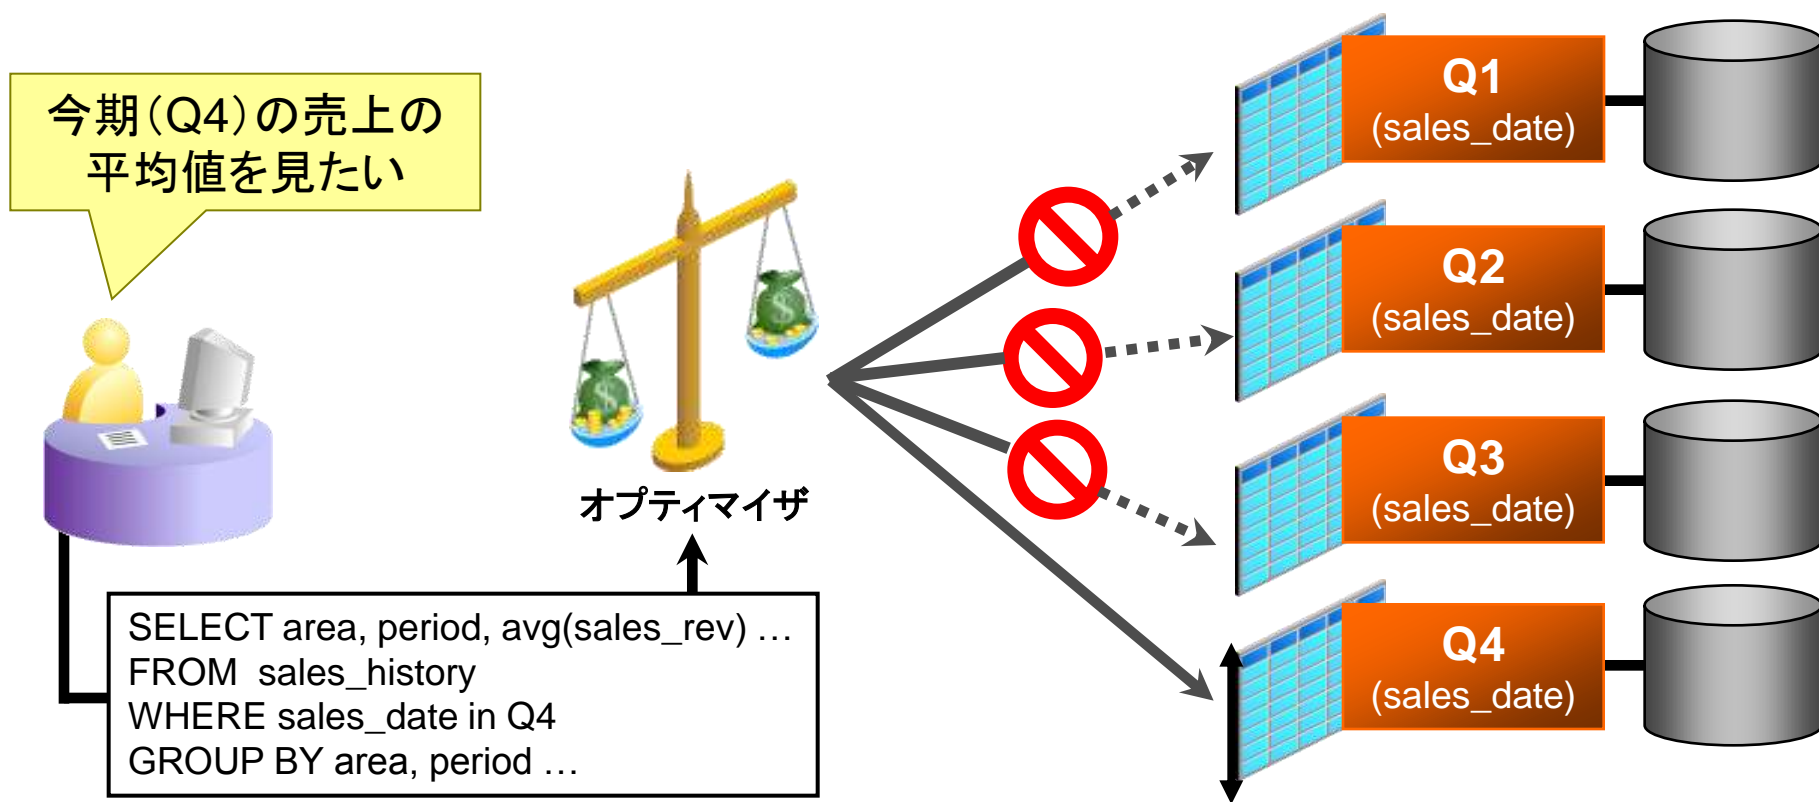 今期(Q4)の売上の
平均値を見たい
オプティマイザ
SELECT area, period, avg(sales_rev) …
FROM  sales_history
WHERE sales_date in Q4
GROUP BY area, period …
Q1
(sales_date)
Q2
(sales_date)
Q3
(sales_date)
Q4
(sales_date)